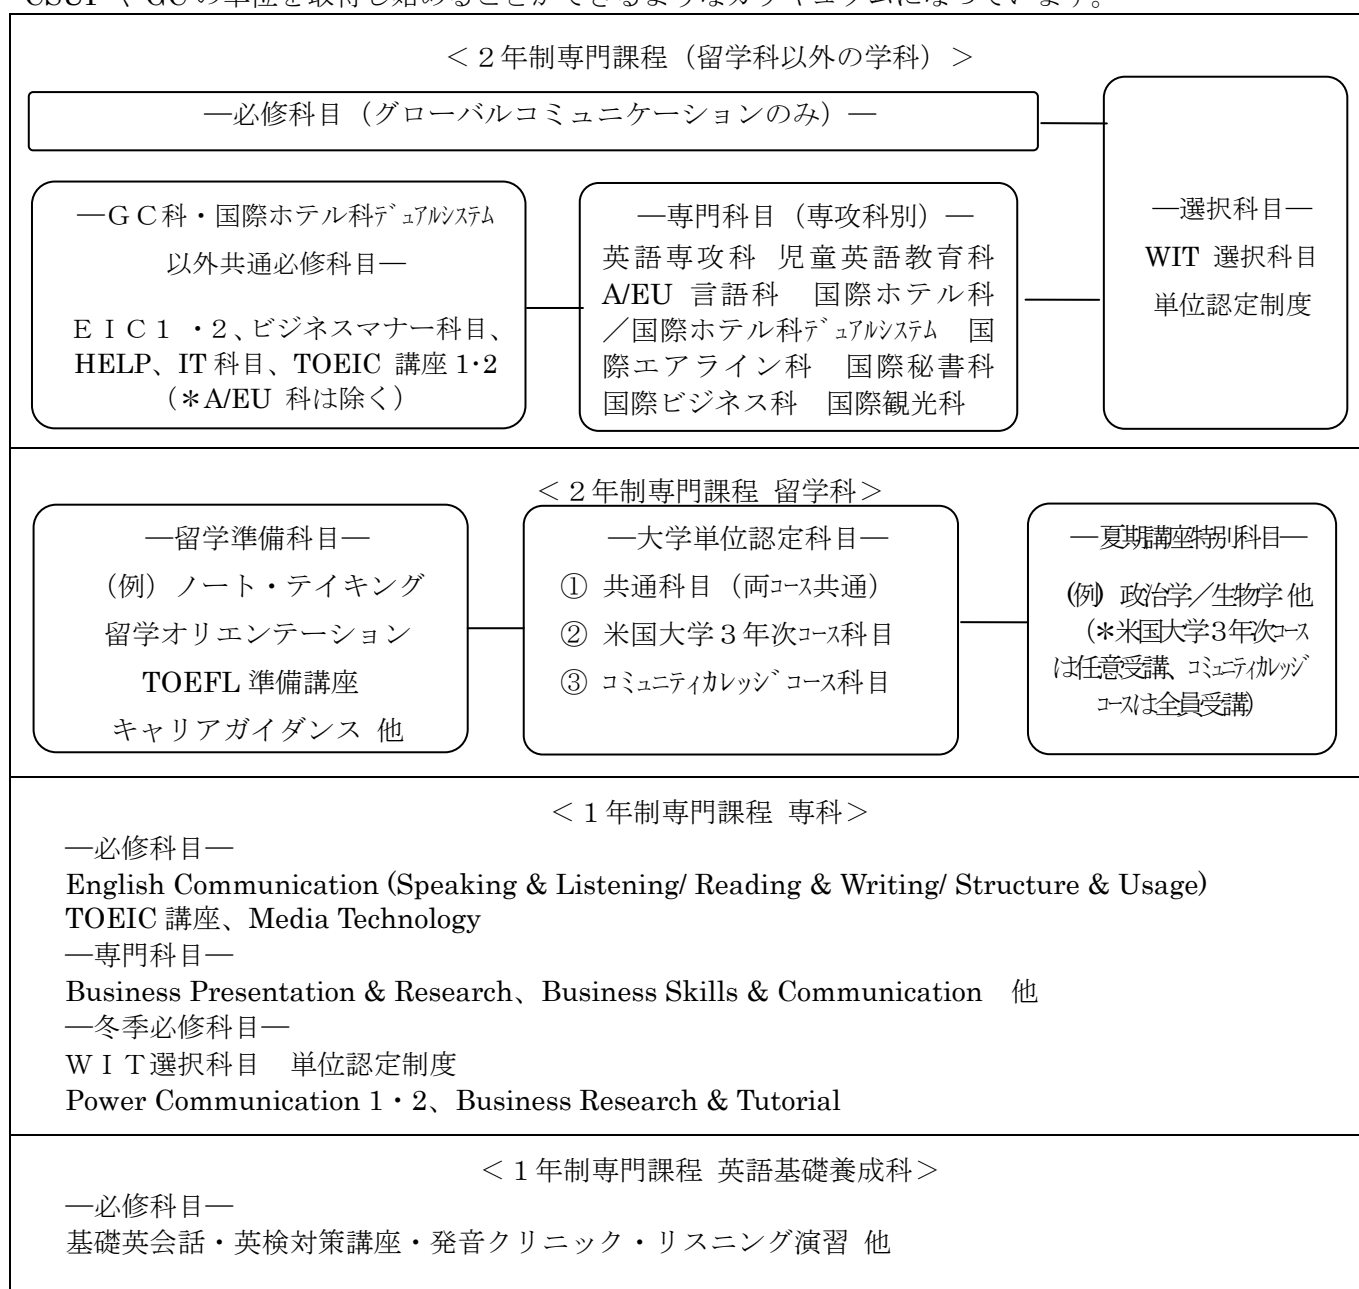 CSUF や GC の単位を取得し始めることができるようなカリキュラムになっています。
＜２年制専門課程（留学科以外の学科）＞
―必修科目（グローバルコミュニケーションのみ）―
―ＧＣ科・国際ホテル科ﾃﾞｭｱﾙｼｽﾃﾑ
以外共通必修科目―
ＥＩＣ１・２、ビジネスマナー科目、
HELP、IT 科目、TOEIC 講座 1･2
（＊A/EU 科は除く）
―専門科目（専攻科別）―
英語専攻科 児童英語教育科
A/EU 言語科　国際ホテル科
／国際ホテル科ﾃﾞｭｱﾙｼｽﾃﾑ　国
際エアライン科　国際秘書科
国際ビジネス科　国際観光科
―選択科目―
WIT 選択科目
単位認定制度
＜２年制専門課程 留学科＞
―留学準備科目―
（例）ノート・テイキング
留学オリエンテーション
TOEFL 準備講座
キャリアガイダンス 他
―大学単位認定科目―
① 共通科目（両ｺｰｽ共通）
② 米国大学３年次ｺｰｽ科目
③ ｺﾐｭﾆﾃｨｶﾚｯｼﾞｺｰｽ科目
―夏期講座特別科目―
(例) 政治学／生物学 他
（＊米国大学３年次ｺｰｽ
は任意受講、ｺﾐｭﾆﾃｨｶﾚｯｼﾞ
ｺｰｽは全員受講)
＜１年制専門課程 専科＞
―必修科目―
English Communication (Speaking & Listening/ Reading & Writing/ Structure & Usage)
TOEIC 講座、Media Technology
―専門科目―
Business Presentation & Research、Business Skills & Communication　他
―冬季必修科目―
ＷＩＴ選択科目　単位認定制度
Power Communication 1・2、Business Research & Tutorial
＜１年制専門課程 英語基礎養成科＞
―必修科目―
基礎英会話・英検対策講座・発音クリニック・リスニング演習 他